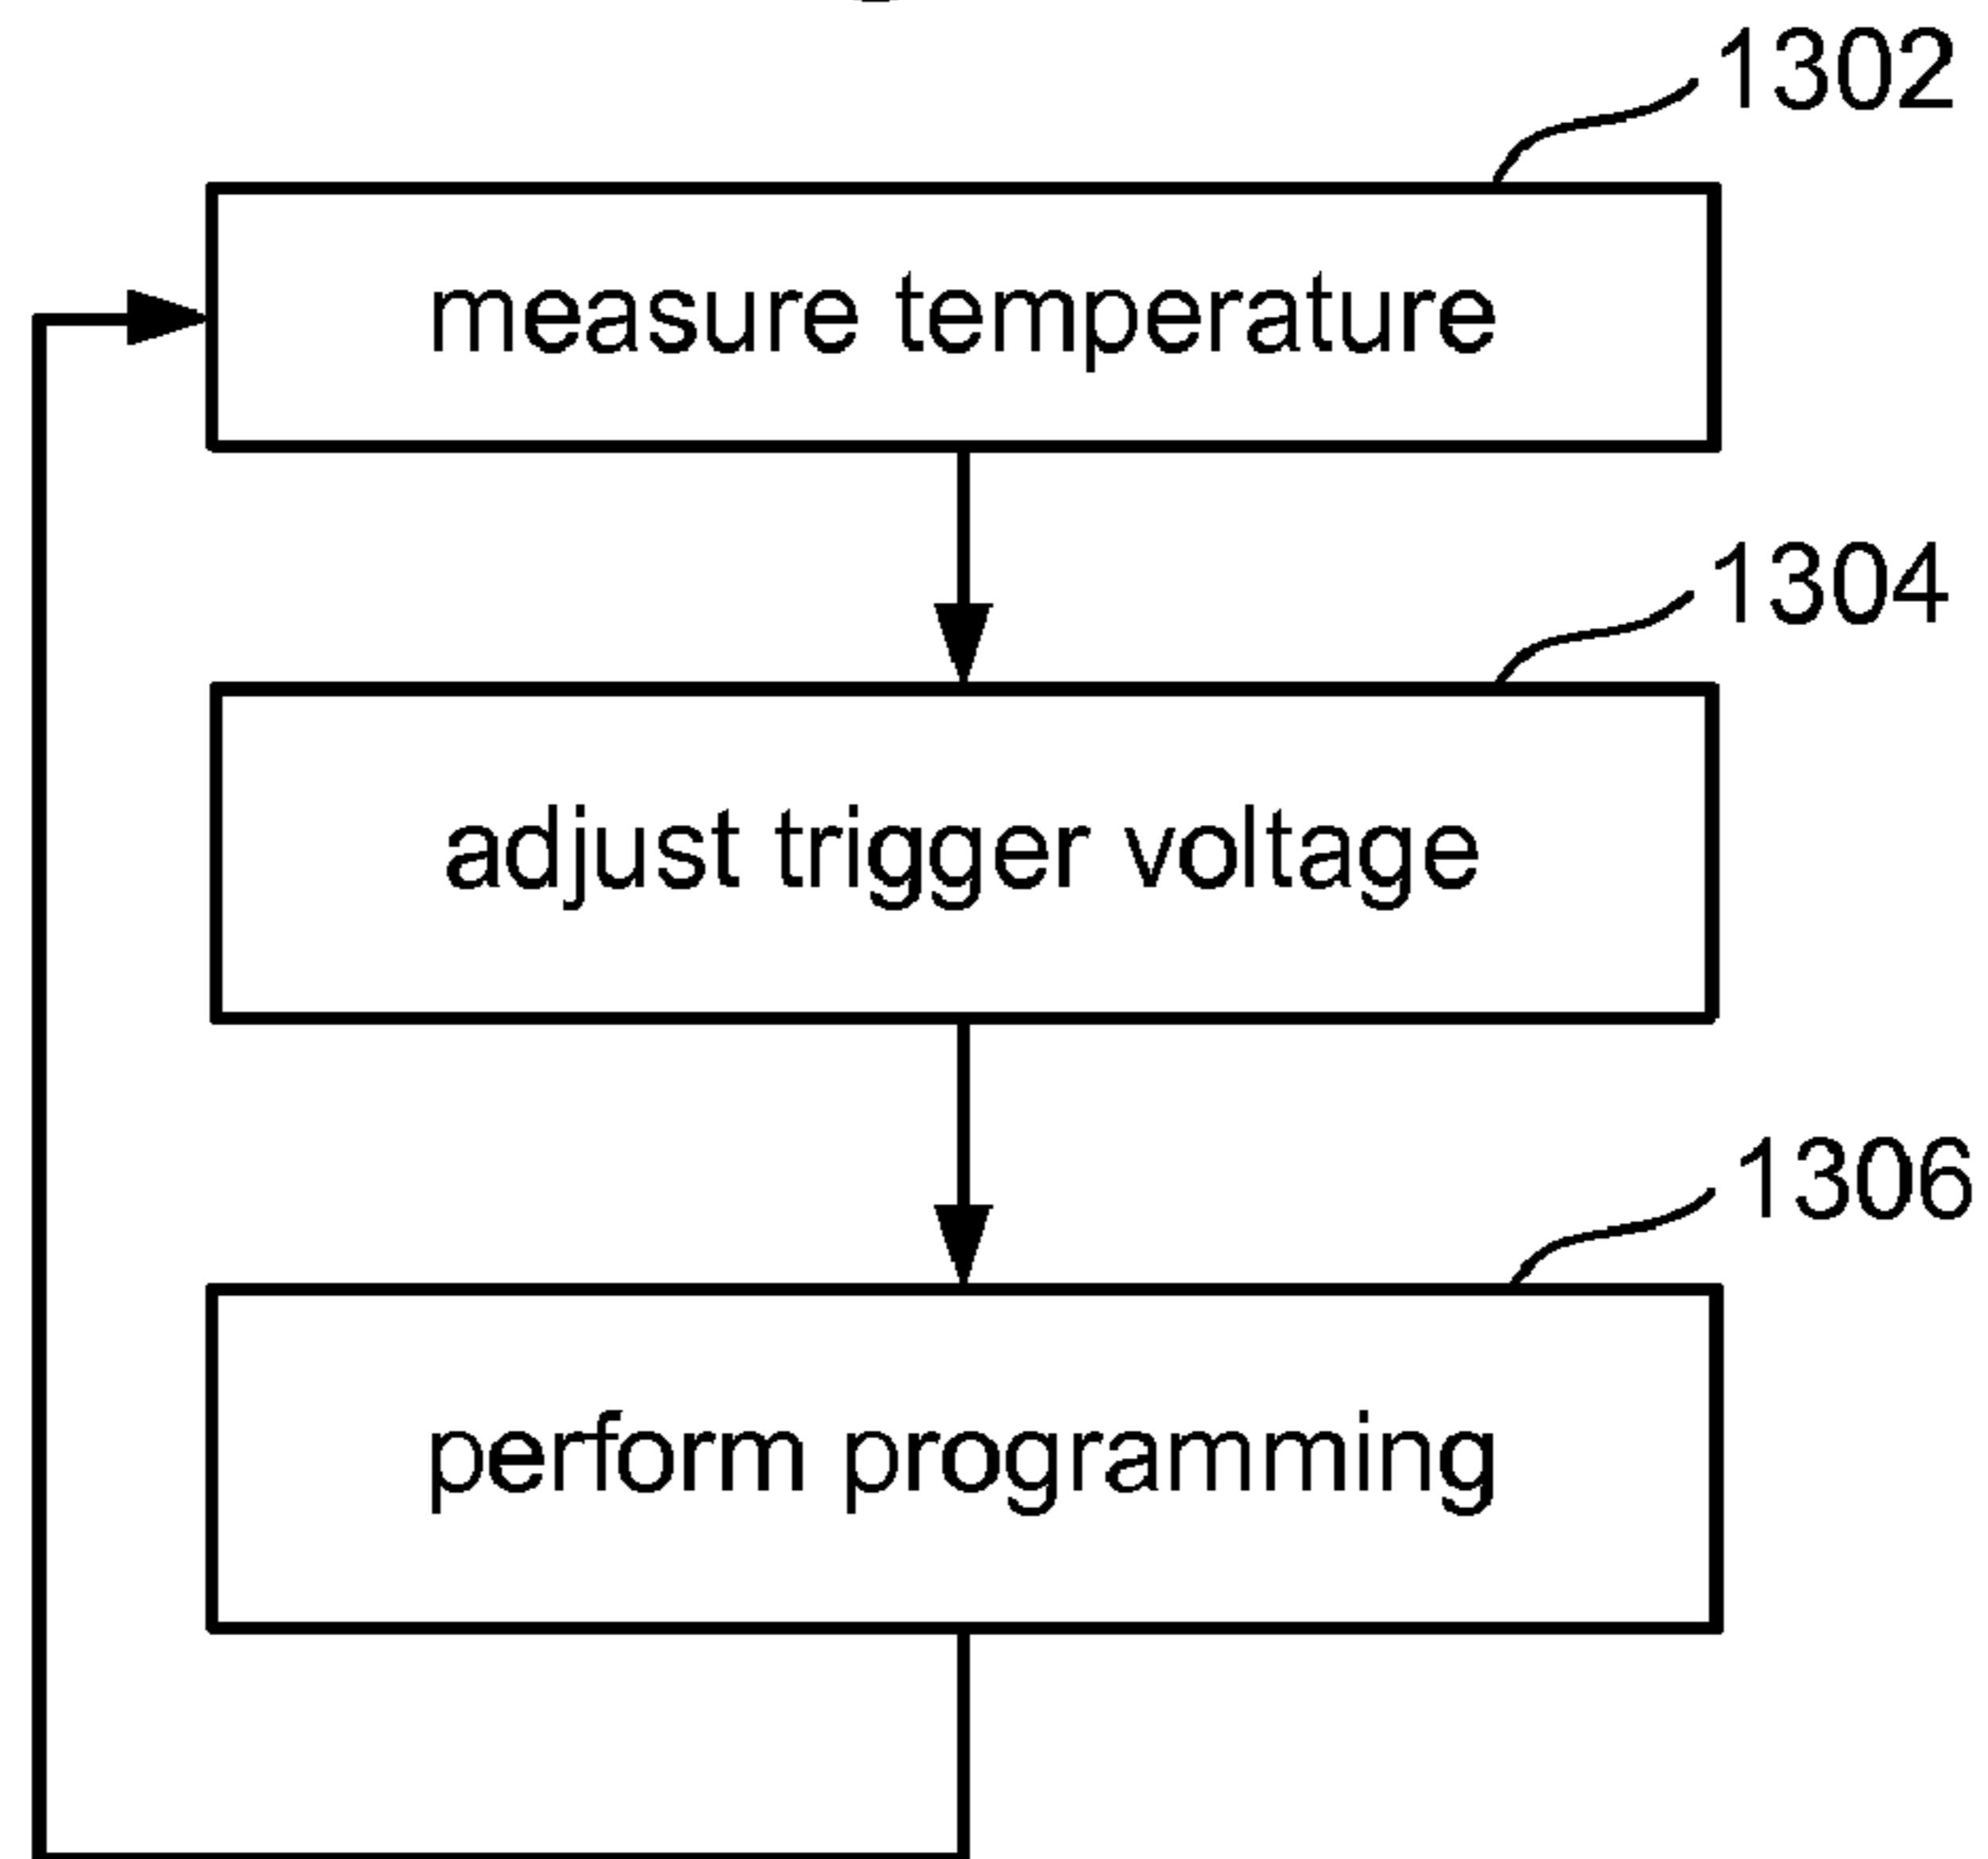 1302
measure temperature
1304
adjust trigger voltage
1306
perform programming